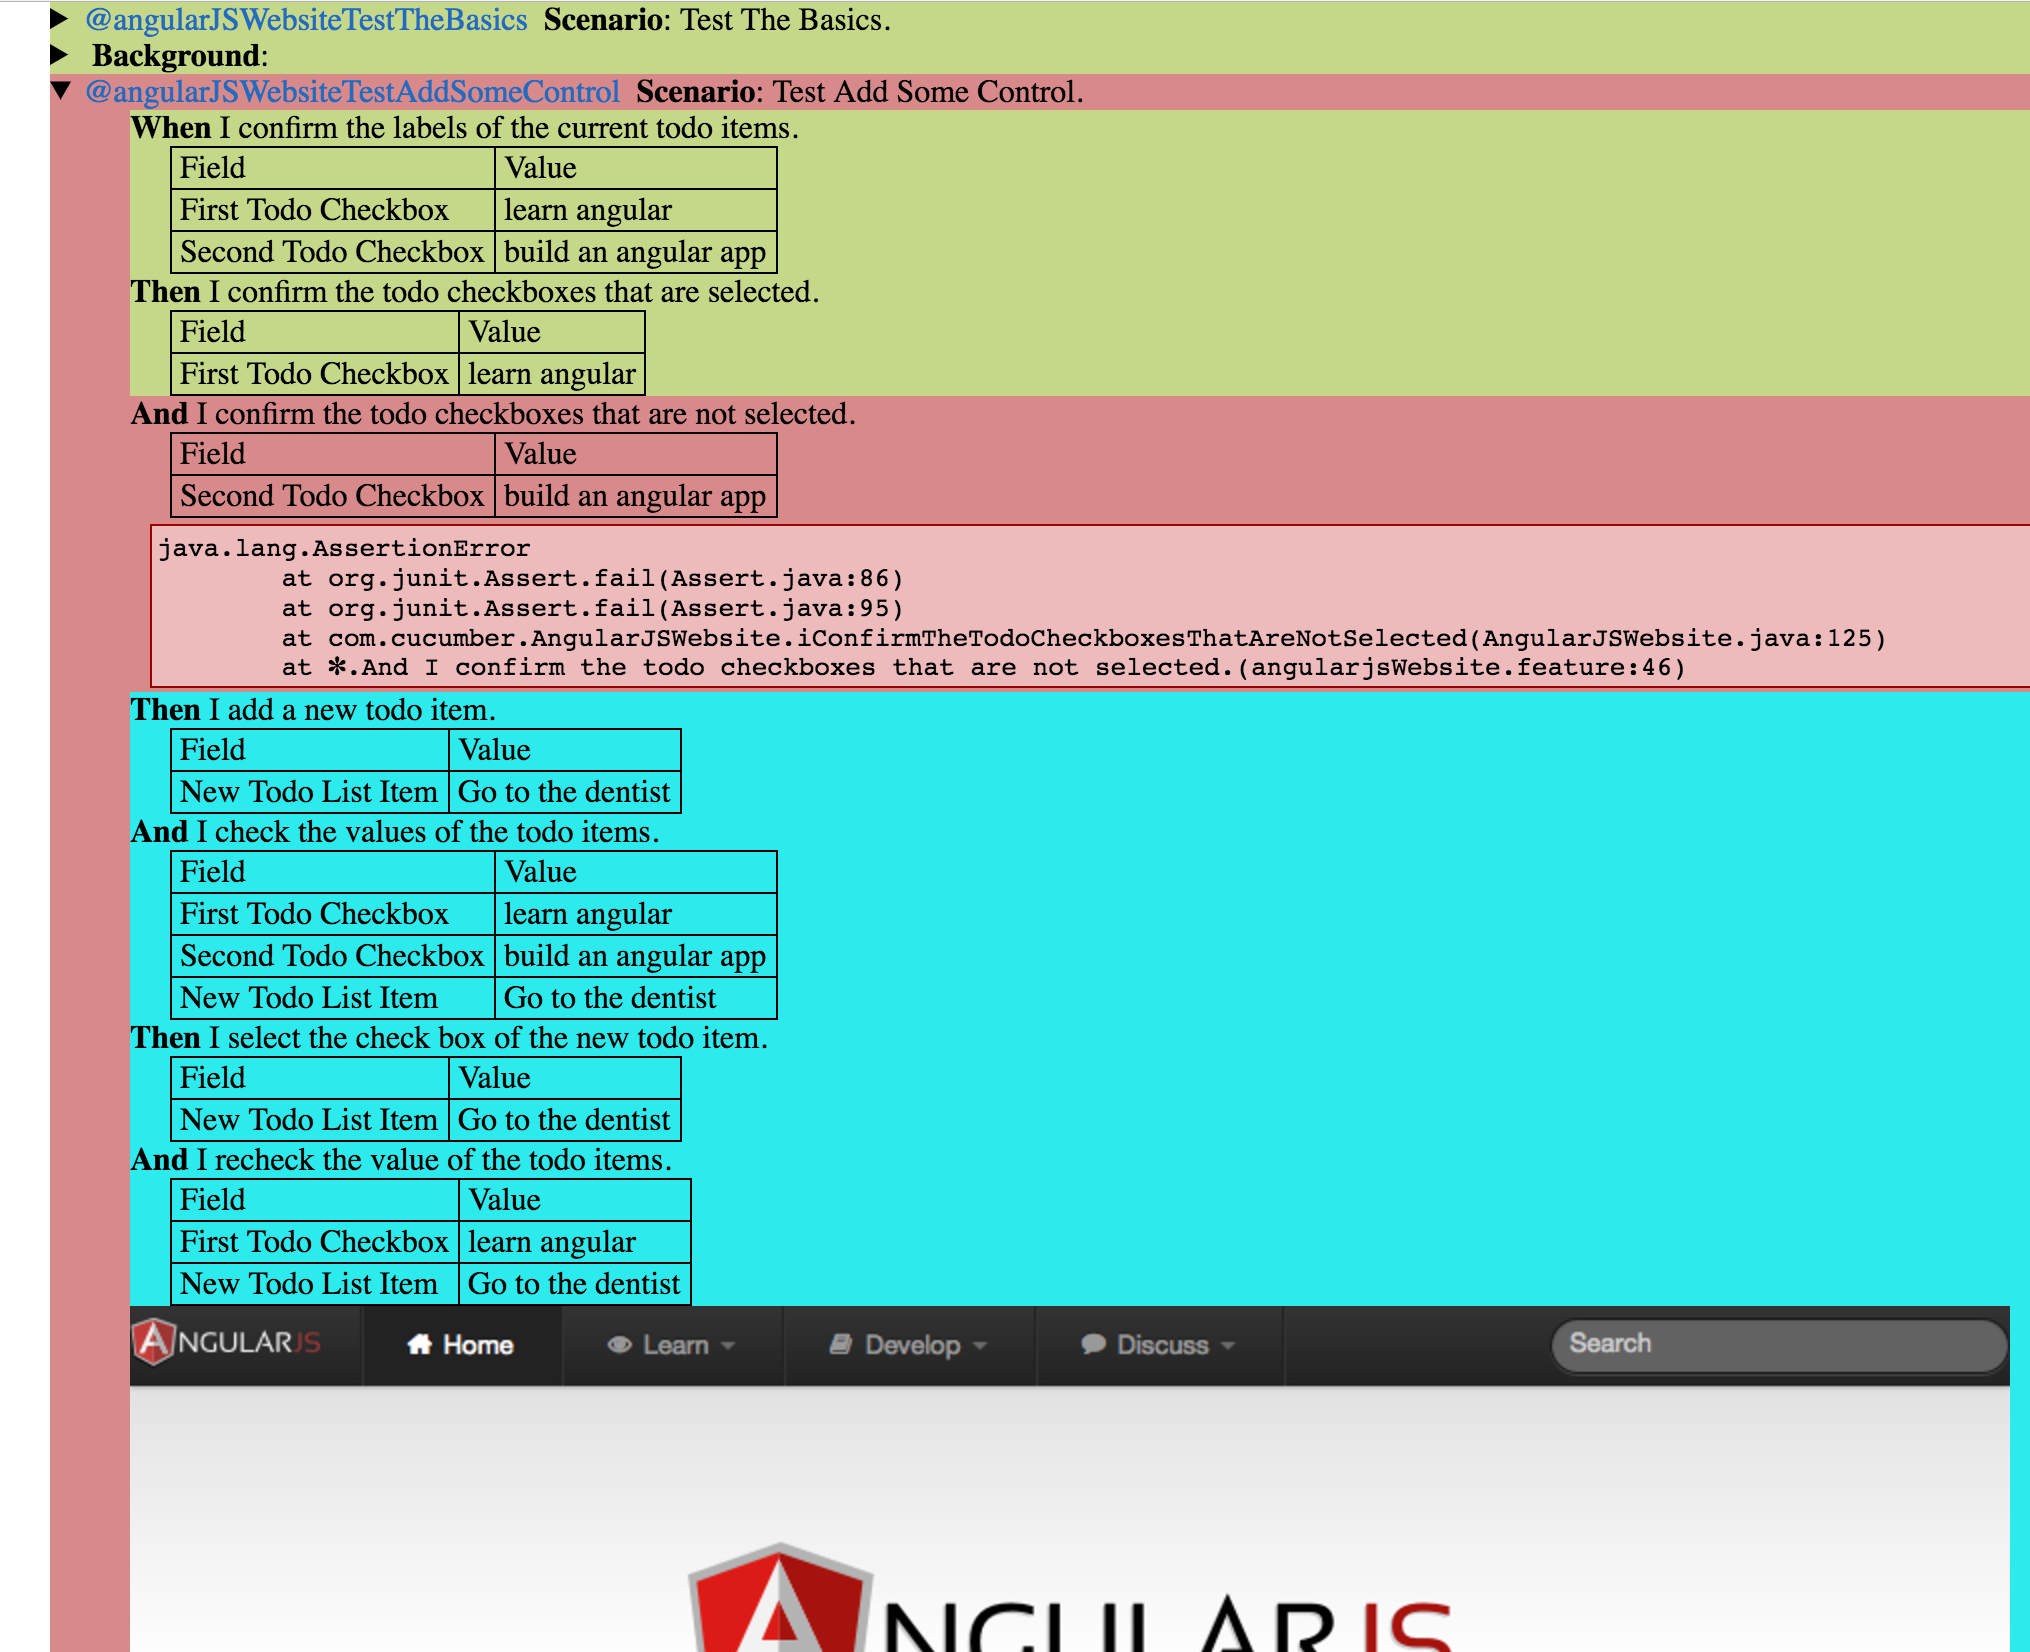 @angularJSWebsiteTestTheBasics Scenario: Test The Basics.
Background:
@angularJSWebsiteTestAddSomeControl Scenario: Test Add Some Control.
When I confirm the labels of the current todo items.
Field Value
First Todo Checkbox learn angular
Second Todo Checkbox build an angular app
Then I confirm the todo checkboxes that are selected.
Field Value
First Todo Checkbox learn angular
And I confirm the todo checkboxes that are not selected.
Field Value
Second Todo Checkbox build an angular app
java.lang.AssertionError
at org.junit.Assert.fail(Assert.java:86)
at org.junit.Assert.fail(Assert.java:95)
at com.cucumber.AngularJSWebsite.iConfirmTheTodoCheckboxesThatAreNotSelected(AngularJSWebsite.java:125)
at *.And I confirm the todo checkboxes that are not selected.(angularjsWebsite.feature:46)
Then I add a new todo item.
Field Value
New Todo List Item Go to the dentist
And I check the values of the todo items.
Field Value
First Todo Checkbox learn angular
Second Todo Checkbox build an angular app
New Todo List Item Go to the dentist
Then I select the check box of the new todo item.
Field Value
New Todo List Item Go to the dentist
And I recheck the value of the todo items.
Field Value
First Todo Checkbox learn angular
New Todo List Item Go to the dentist
ANGULARJS Home Learn Develop Discuss Search
ANGULARJS